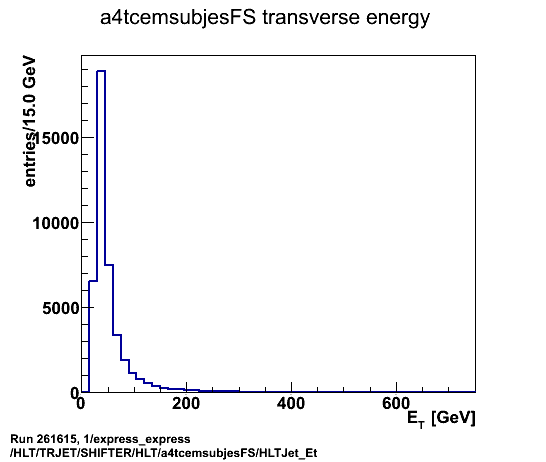 a4tcemsubjesFS transverse energy
entries/15.0 GeV
15000
10000
5000
0
0 200 400 600
E_T [GeV]
Run 261615, 1/express_express
/HLT/TRJET/SHIFTER/HLT/a4tcemsubjesFS/HLTJet_Et